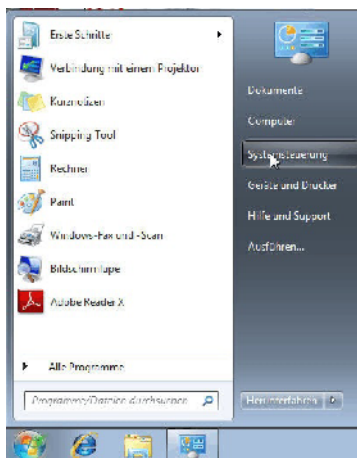 Erste Schritte
Verbindung mit einem Projektor
Kurznotizen
Snipping Tool
Rechner
Paint
Windows-Fax und -Scan
Bildschirmlupe
Adobe Reader X
Alle Programme
Programme/Dateien durchsuchen
Dokumente
Computer
Systemsteuerung
Geräte und Drucker
Hilfe und Support
Ausführen...
Herunterfahren